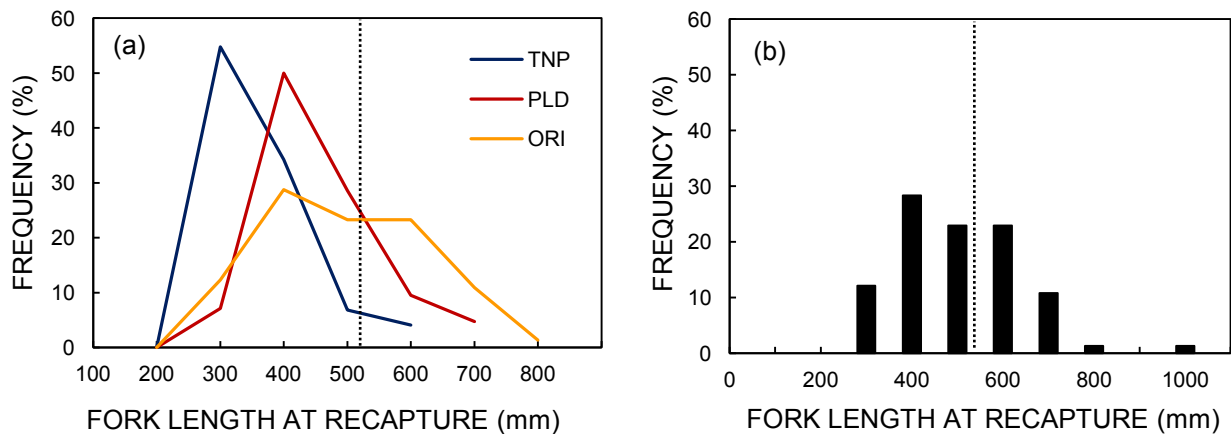 (a)
TNP
PLD
ORI
FREQUENCY (%)
60
50
40
30
20
10
0
100 200 300 400 500 600 700 800
FORK LENGTH AT RECAPTURE (mm)
(b)
FREQUENCY (%)
60
50
40
30
20
10
0
0 200 400 600 800 1000
FORK LENGTH AT RECAPTURE (mm)